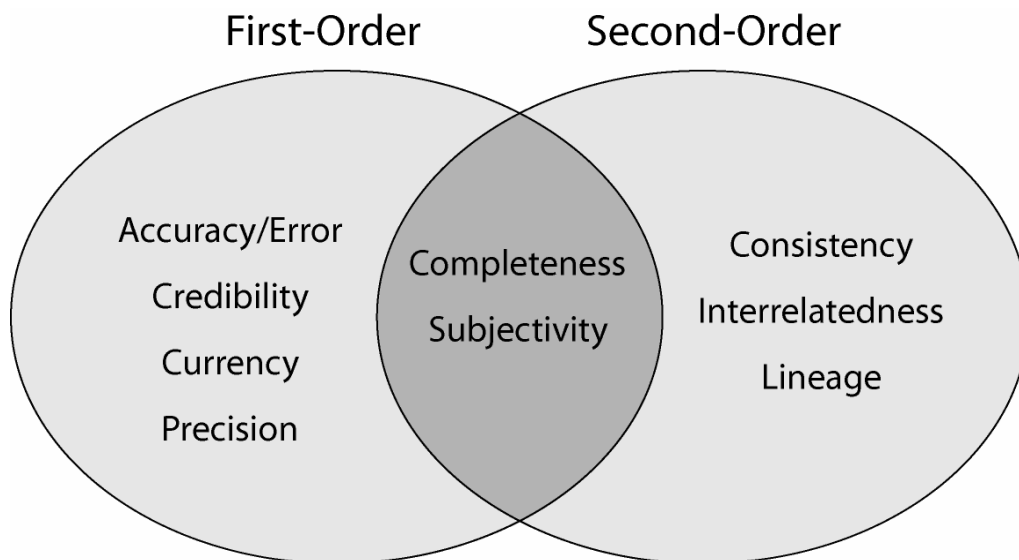 First-Order
Second-Order
Accuracy/Error
Credibility
Currency
Precision
Completeness
Subjectivity
Consistency
Interrelatedness
Lineage